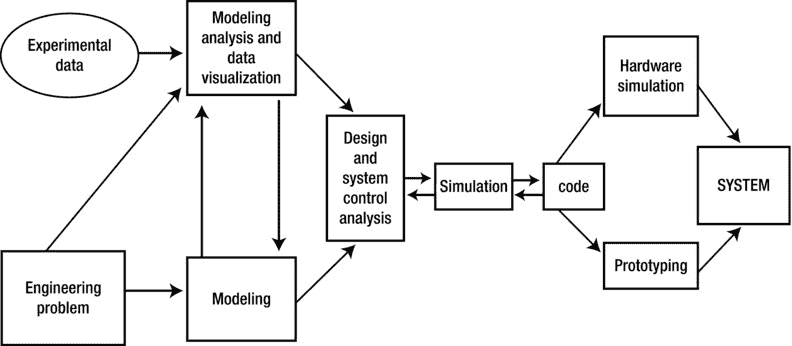 Experimental
data
Modeling
analysis and
data
visualization
Engineering
problem
Modeling
Design
and
system
control
analysis
Simulation
code
Hardware
simulation
Prototyping
SYSTEM